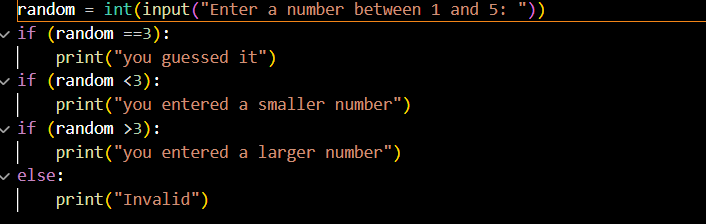 random = int(input("Enter a number between 1 and 5: "))
if (random ==3):
    print("you guessed it")
if (random <3):
    print("you entered a smaller number")
if (random >3):
    print("you entered a larger number")
else:
    print("Invalid")